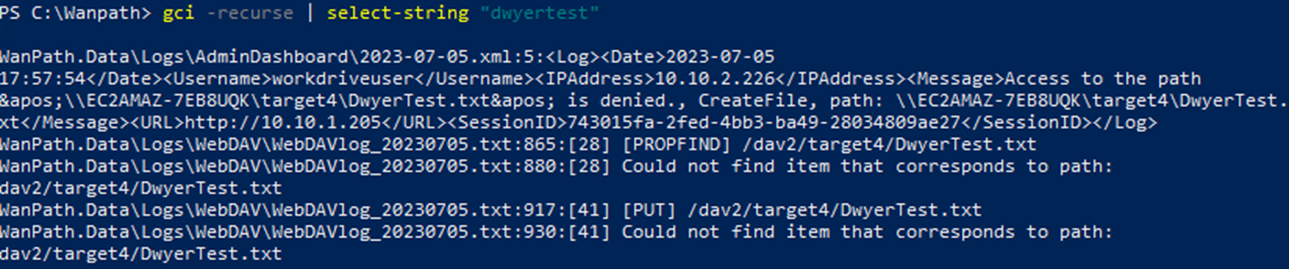 PS C:\Wanpath> gci -recurse | select-string "dwyertest"
WanPath.Data\Logs\AdminDashboard\2023-07-05.xml:5:<Log><Date>2023-07-05
17:57:54</Date><Username>workdriveuser</Username><IPAddress>10.10.2.226</IPAddress><Message>Access to the path
&apos;\\EC2AMAZ-7EB8UQK\target4\DwyerTest.txt&apos; is denied., CreateFile, path: \\EC2AMAZ-7EB8UQK\target4\DwyerTest.
xt</Message><URL>http://10.10.1.205</URL><SessionID>743015fa-2fed-4bb3-ba49-28034809ae27</SessionID></Log>
WanPath.Data\Logs\WebDAV\WebDAVlog_20230705.txt:865:[28] [PROPFIND] /dav2/target4/DwyerTest.txt
WanPath.Data\Logs\WebDAV\WebDAVlog_20230705.txt:880:[28] Could not find item that corresponds to path:
dav2/target4/DwyerTest.txt
WanPath.Data\Logs\WebDAV\WebDAVlog_20230705.txt:917:[41] [PUT] /dav2/target4/DwyerTest.txt
WanPath.Data\Logs\WebDAV\WebDAVlog_20230705.txt:930:[41] Could not find item that corresponds to path:
dav2/target4/DwyerTest.txt